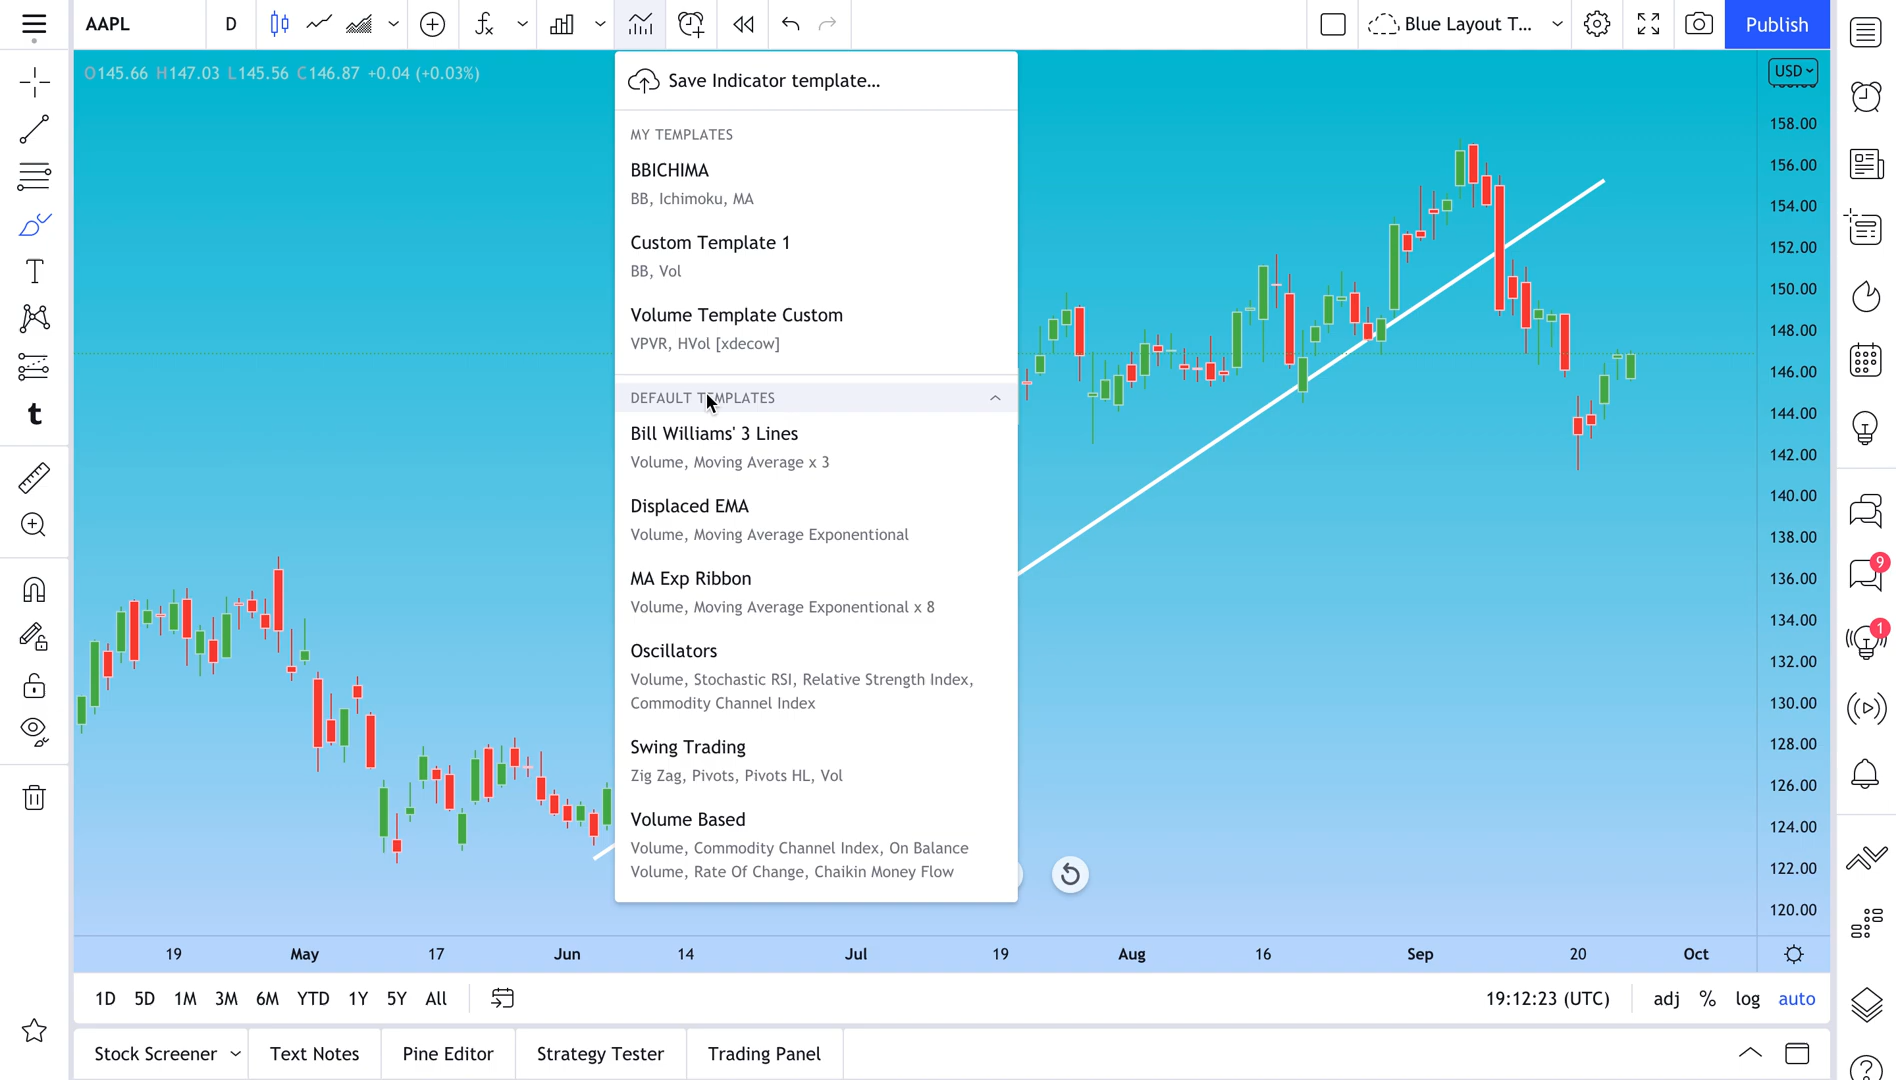 AAPL
D
Blue Layout T...
Publish
O145.66 H147.03 L145.56 C146.87 +0.04 (+0.03%)
USD
Save Indicator template...
MY TEMPLATES
BBICHIMA
BB, Ichimoku, MA
Custom Template 1
BB, Vol
Volume Template Custom
VPVR, HVol [xdecow]
DEFAULT TEMPLATES
Bill Williams' 3 Lines
Volume, Moving Average x 3
Displaced EMA
Volume, Moving Average Exponential
MA Exp Ribbon
Volume, Moving Average Exponential x 8
Oscillators
Volume, Stochastic RSI, Relative Strength Index,
Commodity Channel Index
Swing Trading
Zig Zag, Pivots, Pivots HL, Vol
Volume Based
Volume, Commodity Channel Index, On Balance
Volume, Rate Of Change, Chaikin Money Flow
158.00
156.00
154.00
152.00
150.00
148.00
146.00
144.00
142.00
140.00
138.00
136.00
134.00
132.00
130.00
128.00
126.00
124.00
122.00
120.00
9
1
19 May 17 Jun 14 Jul 19 Aug 16 Sep 20 Oct
1D 5D 1M 3M 6M YTD 1Y 5Y All
19:12:23 (UTC) adj % log auto
Stock Screener Text Notes Pine Editor Strategy Tester Trading Panel